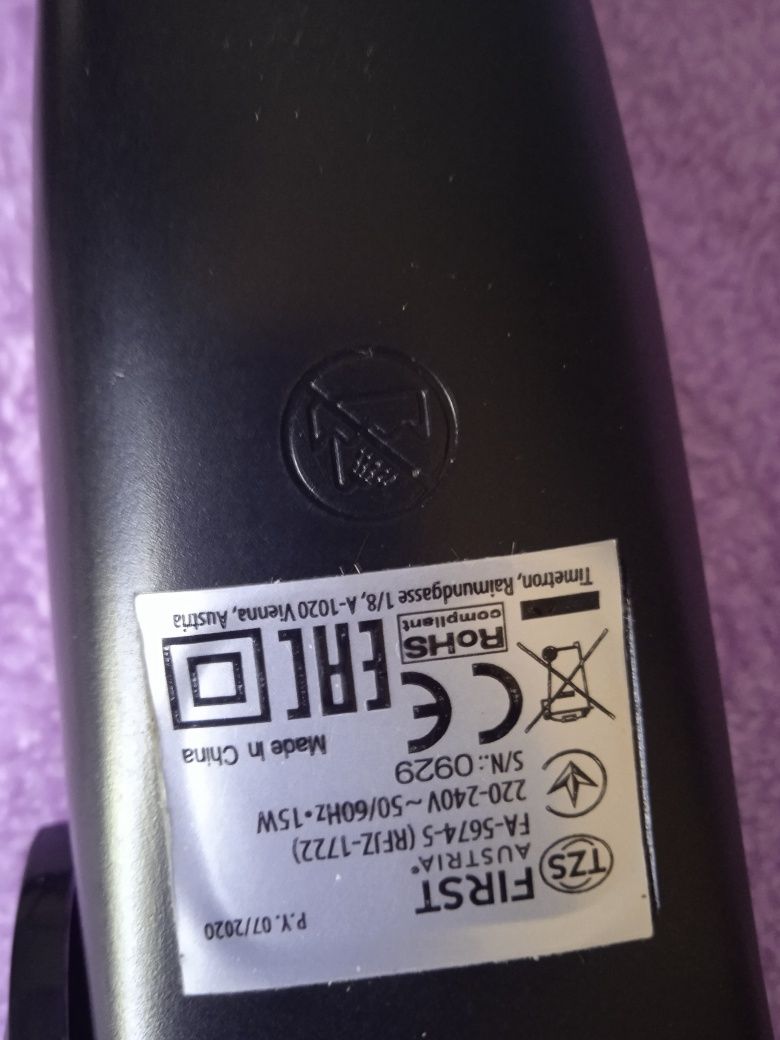 P.Y. 07/2020
TZS FIRST
AUSTRIA®
FA-5674-5 (RFJZ-1722)
220-240V ~ 50/60Hz • 15W
S/N.: 0929
Made in China
CE EAC
RoHS
compliant
Timetron, Raimundgasse 1/8, A-1020 Vienna, Austria